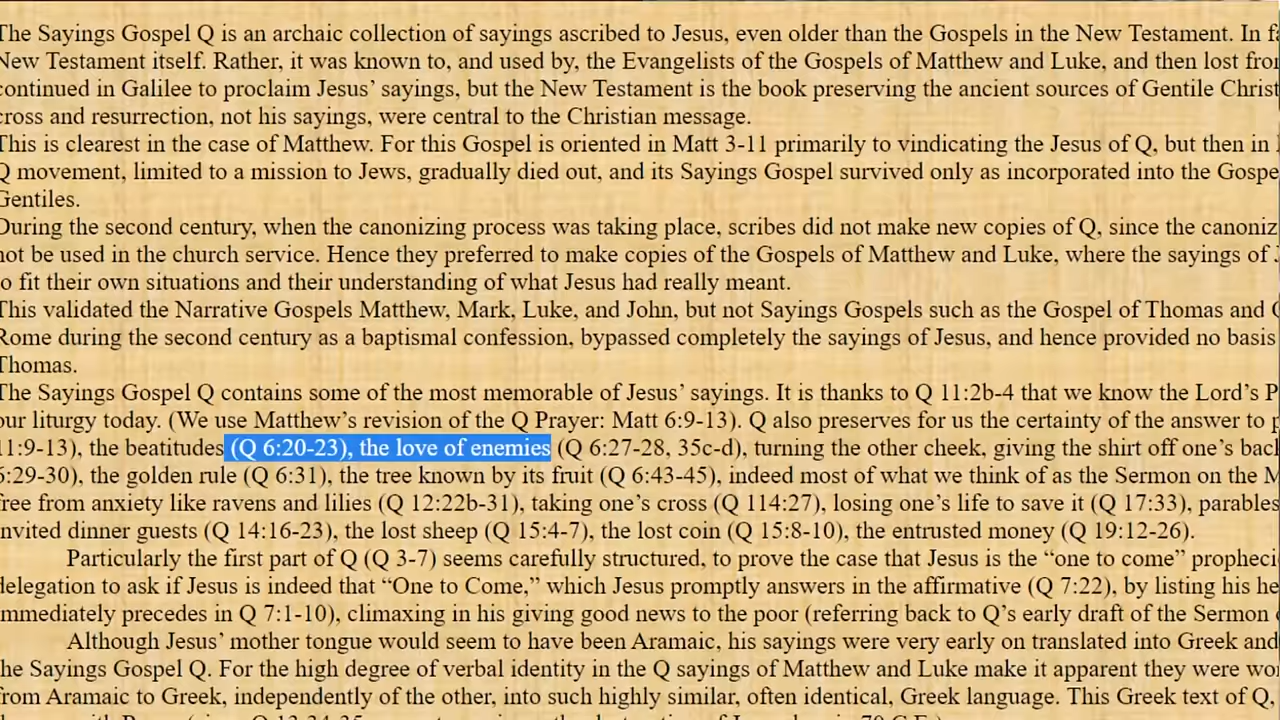 The Sayings Gospel Q is an archaic collection of sayings ascribed to Jesus, even older than the Gospels in the New Testament. In
New Testament itself. Rather, it was known to, and used by, the Evangelists of the Gospels of Matthew and Luke, and then lost
continued in Galilee to proclaim Jesus’ sayings, but the New Testament is the book preserving the ancient sources of Gentile
cross and resurrection, not his sayings, were central to the Christian message.
This is clearest in the case of Matthew. For this Gospel is oriented in Matt 3-11 primarily to vindicating the Jesus of Q, but then in
Q movement, limited to a mission to Jews, gradually died out, and its Sayings Gospel survived only as incorporated into the
Gentiles.
During the second century, when the canonizing process was taking place, scribes did not make new copies of Q, since the
not be used in the church service. Hence they preferred to make copies of the Gospels of Matthew and Luke, where the sayings of
to fit their own situations and their understanding of what Jesus had really meant.
This validated the Narrative Gospels Matthew, Mark, Luke, and John, but not Sayings Gospels such as the Gospel of Thomas and
Rome during the second century as a baptismal confession, bypassed completely the sayings of Jesus, and hence provided no basis
Thomas.
The Sayings Gospel Q contains some of the most memorable of Jesus’ sayings. It is thanks to Q 11:2b-4 that we know the Lord’s
our liturgy today. (We use Matthew’s revision of the Q Prayer: Matt 6:9-13). Q also preserves for us the certainty of the answer to
11:9-13), the beatitudes (Q 6:20-23), the love of enemies (Q 6:27-28, 35c-d), turning the other cheek, giving the shirt off one’s
6:29-30), the golden rule (Q 6:31), the tree known by its fruit (Q 6:43-45), indeed most of what we think of as the Sermon on the
free from anxiety like ravens and lilies (Q 12:22b-31), taking one’s cross (Q 114:27), losing one’s life to save it (Q 17:33), parables
invited dinner guests (Q 14:16-23), the lost sheep (Q 15:4-7), the lost coin (Q 15:8-10), the entrusted money (Q 19:12-26).
Particularly the first part of Q (Q 3-7) seems carefully structured, to prove the case that Jesus is the “one to come”
delegation to ask if Jesus is indeed that “One to Come,” which Jesus promptly answers in the affirmative (Q 7:22), by listing his
immediately precedes in Q 7:1-10), climaxing in his giving good news to the poor (referring back to Q’s early draft of the Sermon
Although Jesus’ mother tongue would seem to have been Aramaic, his sayings were very early on translated into Greek and
the Sayings Gospel Q. For the high degree of verbal identity in the Q sayings of Matthew and Luke make it apparent they were
from Aramaic to Greek, independently of the other, into such highly similar, often identical, Greek language. This Greek text of Q,